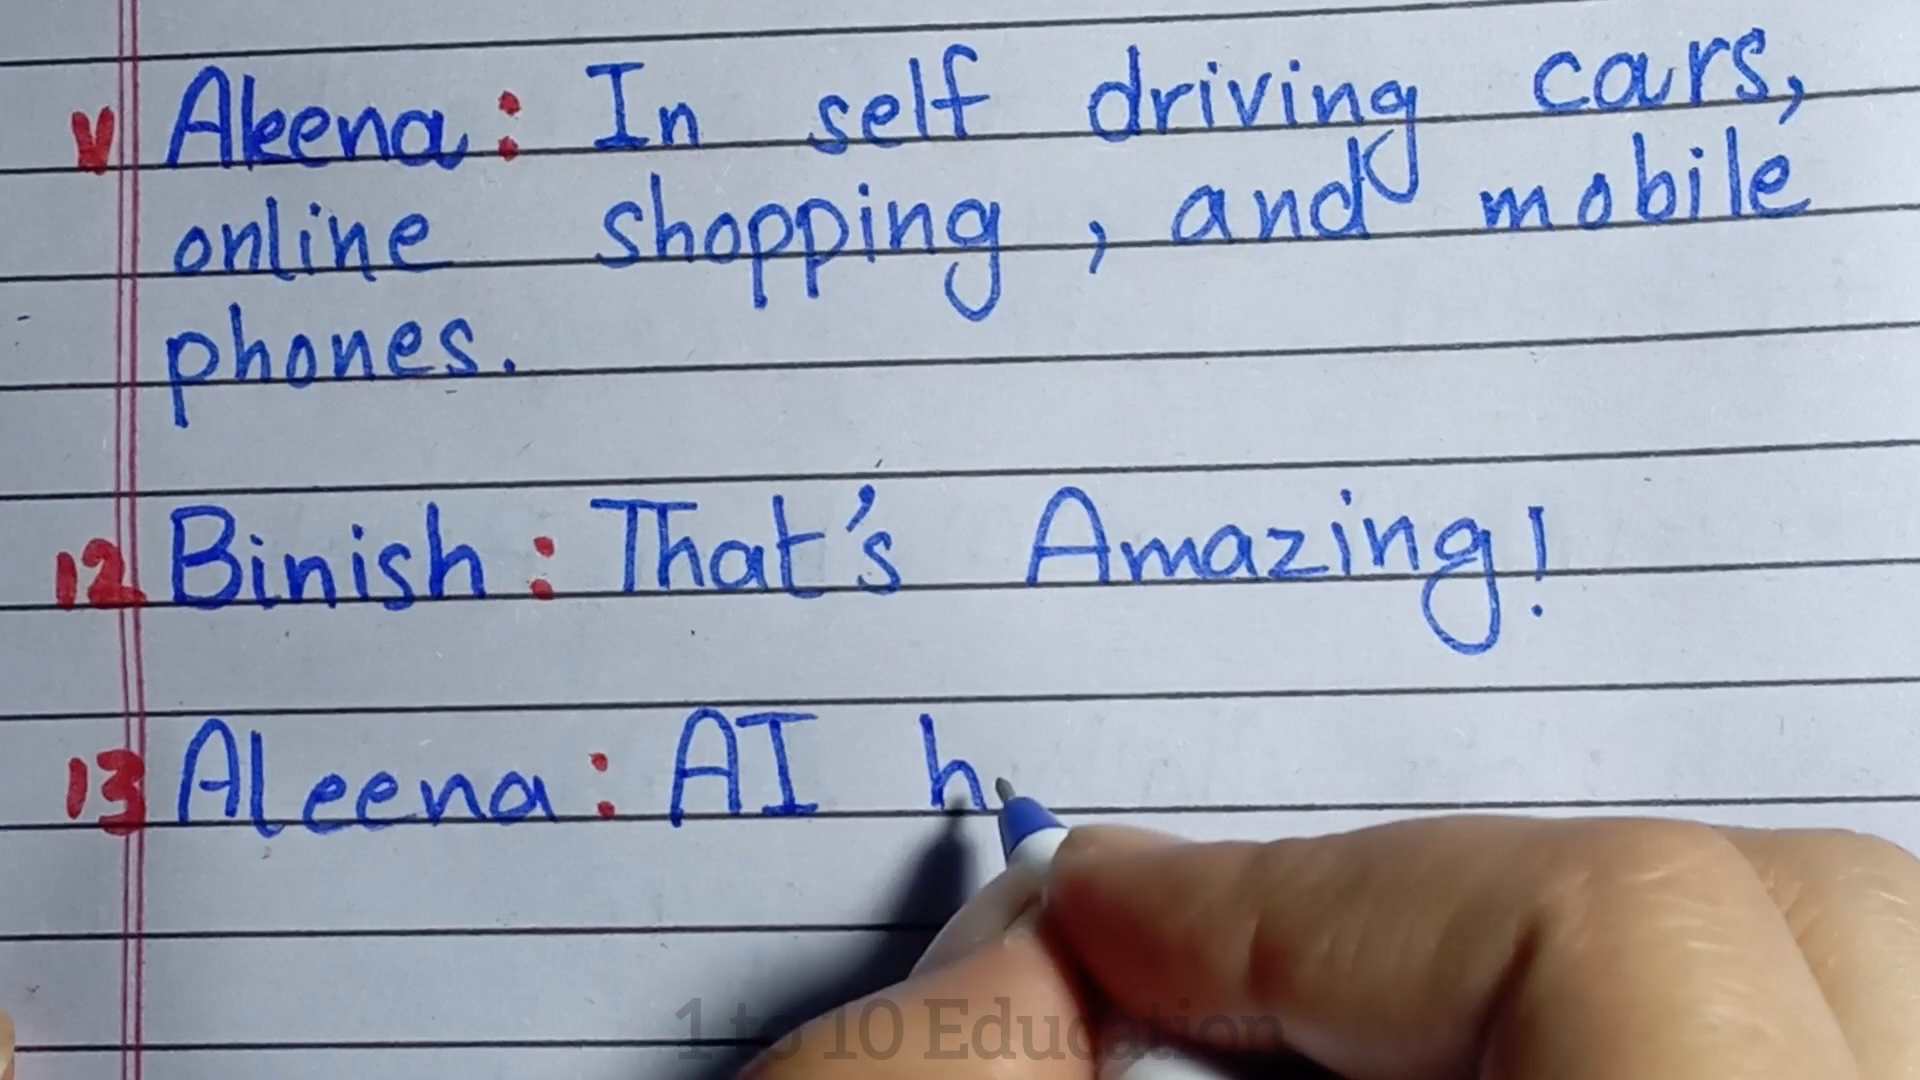 V Aleena: In self driving cars,
online shopping, and mobile
phones.
12 Binish: That's Amazing!
13 Aleena: AI h
1 to 10 Education